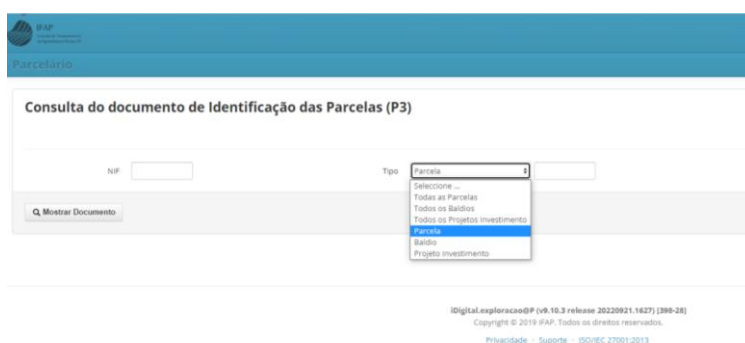 IFAP
Parcelário
Consulta do documento de Identificação das Parcelas (P3)
NIF
Tipo
Parcela
Seleccione ...
Todas as Parcelas
Todos os Baldios
Todos os Projetos Investimento
Parcela
Baldio
Projeto Investimento
Mostrar Documento
iDigital.exploracao@P (v9.10.3 release 20220921.1627) [398-28]
Copyright © 2019 IFAP. Todos os direitos reservados.
Privacidade - Suporte - ISO/IEC 27001:2013